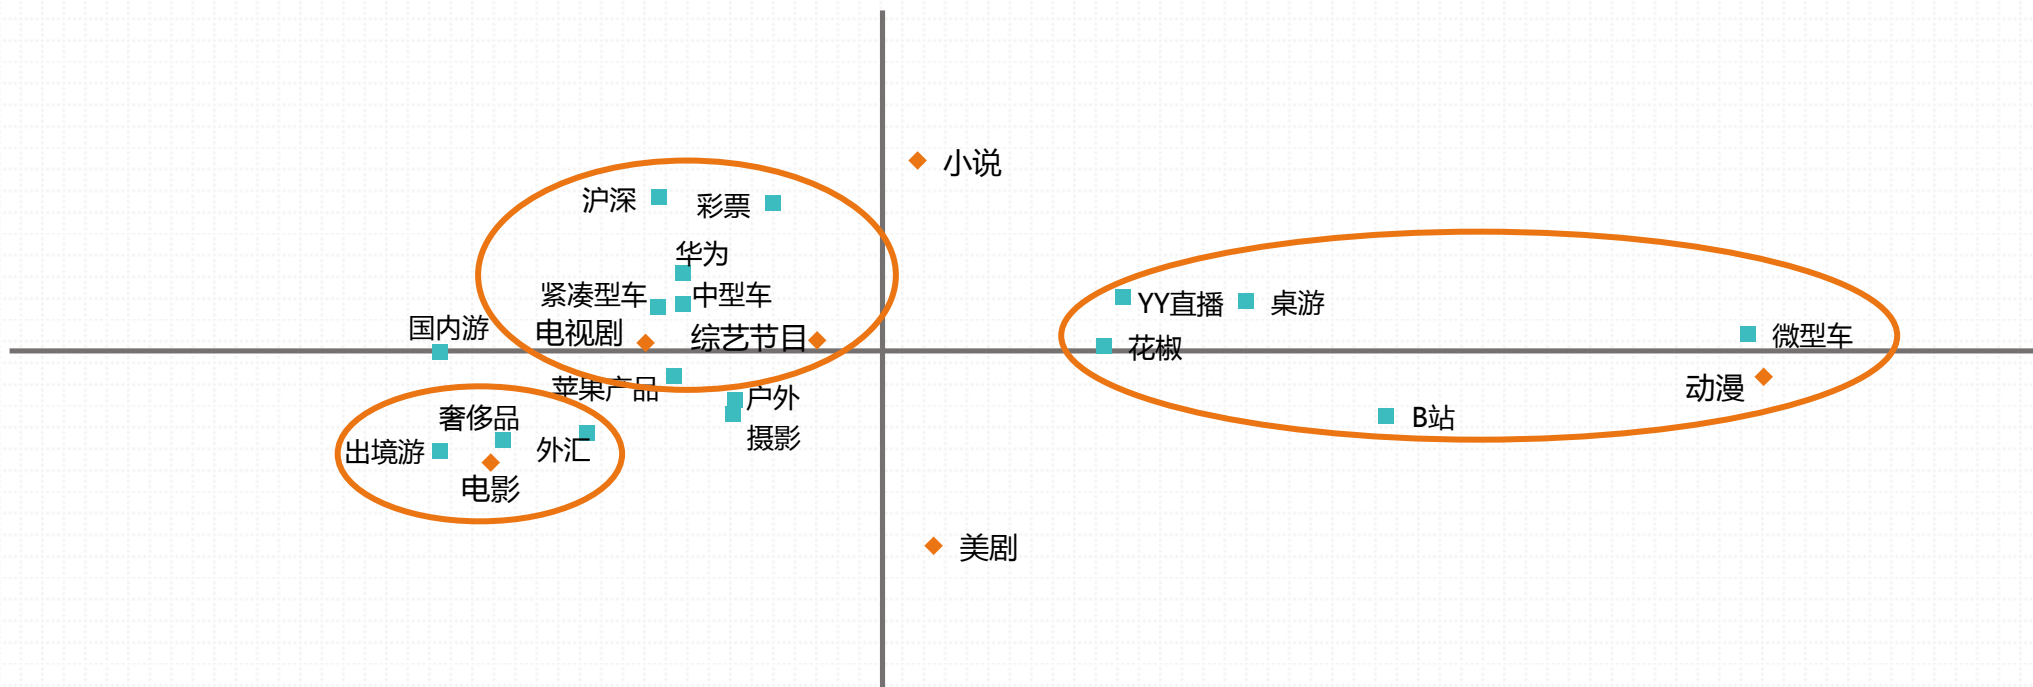 小说
沪深
彩票
华为
紧凑型车
中型车
YY直播
桌游
国内游
电视剧
综艺节目
花椒
微型车
苹果产品
动漫
户外
奢侈品
B站
摄影
出境游
外汇
电影
美剧